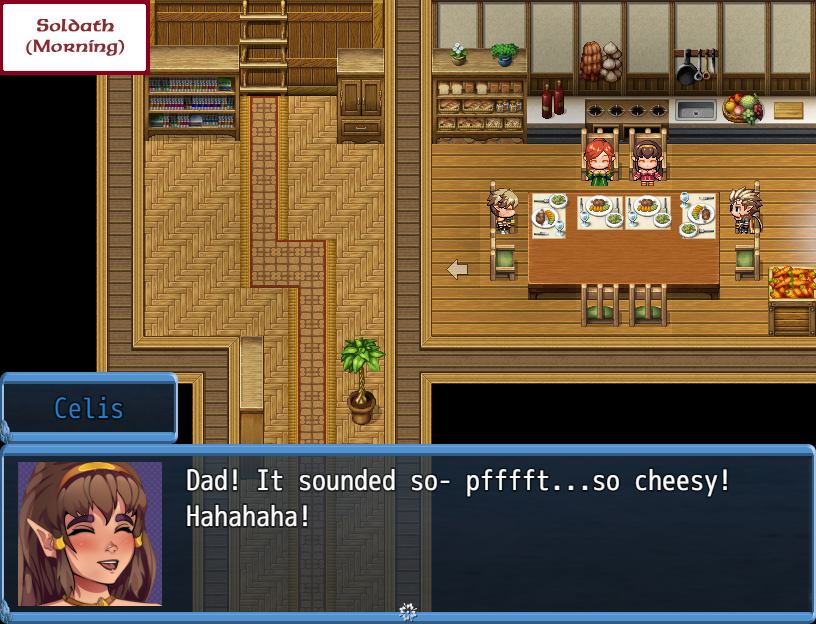 Soldath
(Morning)
Celis
Dad! It sounded so- pfffft...so cheesy!
Hahahaha!